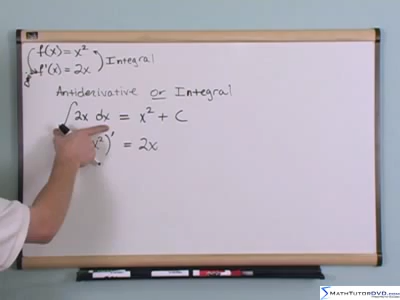 f(x) = x²
f'(x) = 2x
Integral
Antiderivative or Integral
∫ 2x dx = x² + C
x²)' = 2x
MATHTUTORDVD.COM